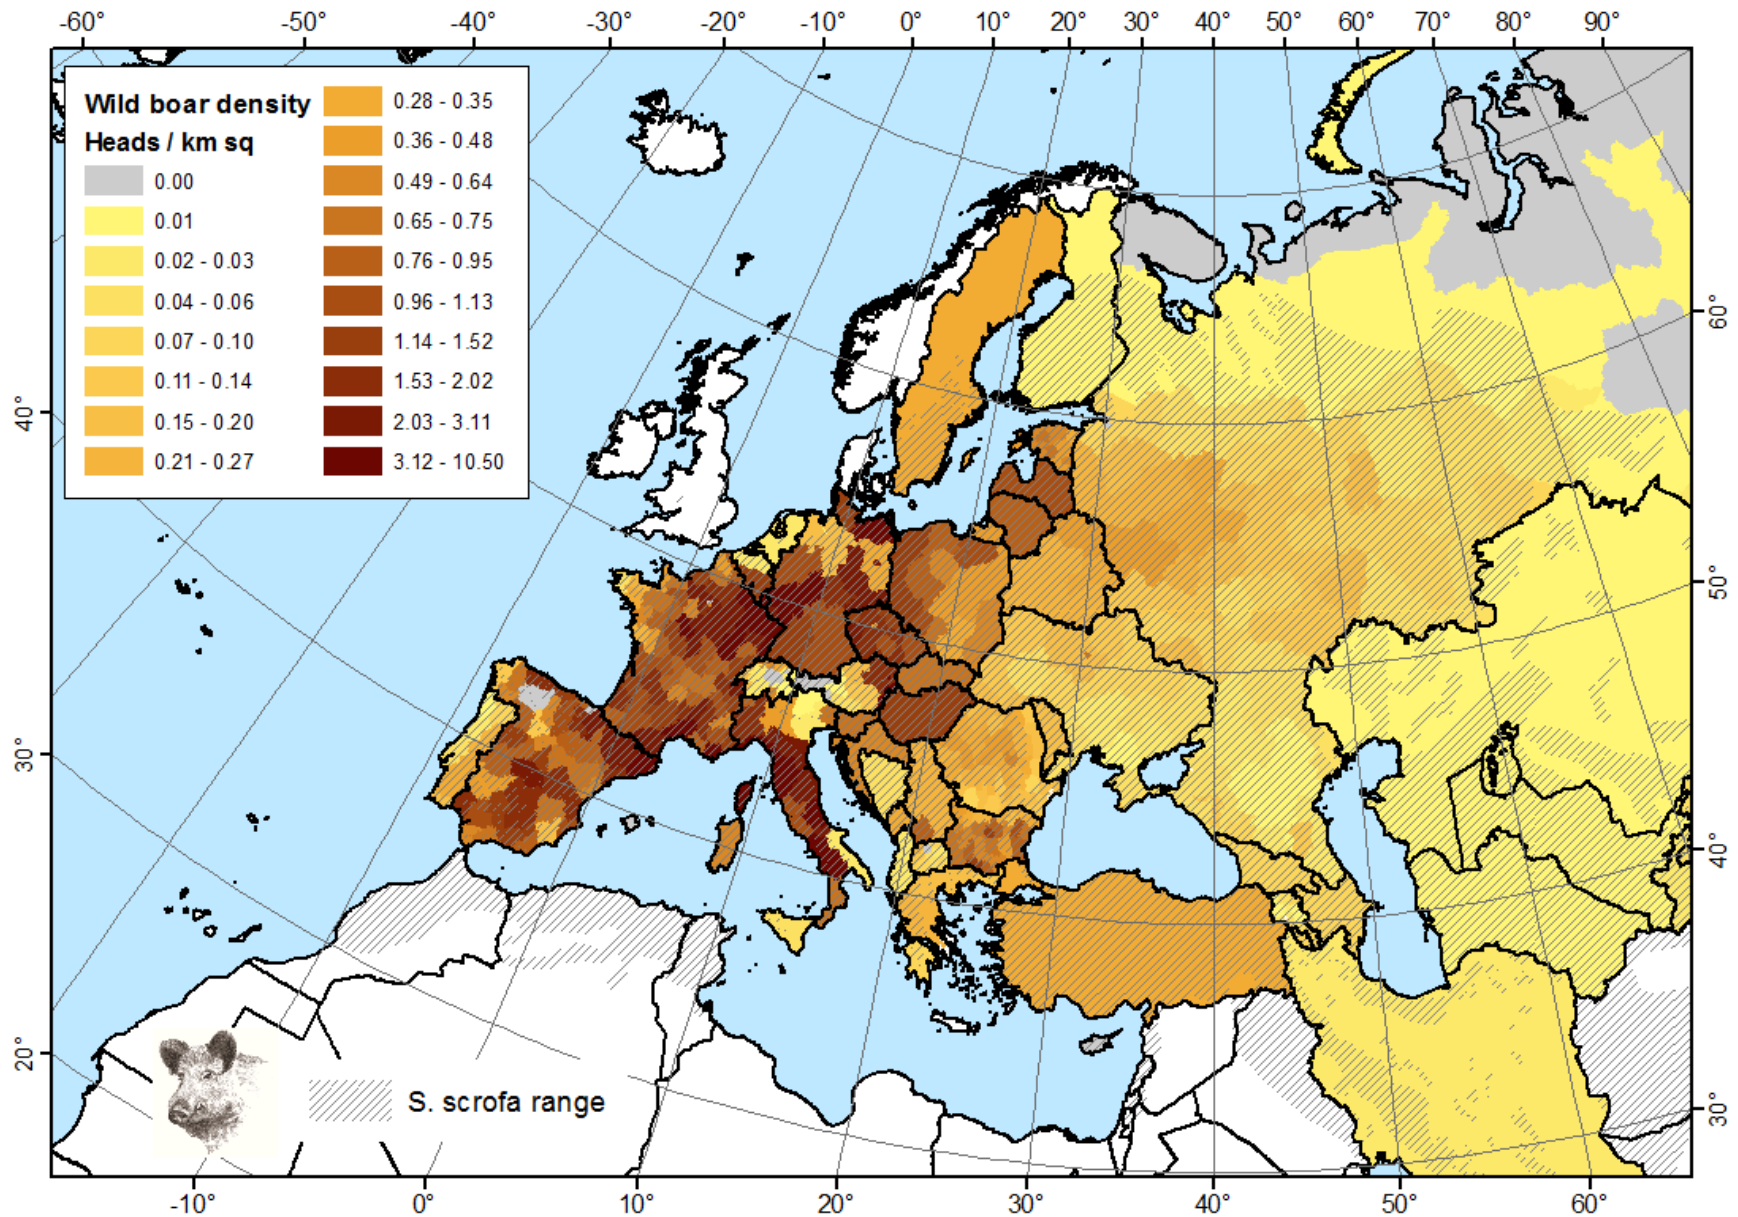 -60° -50° -40° -30° -20° -10° 0° 10° 20° 30° 40° 50° 60° 70° 80° 90°
Wild boar density
Heads / km sq
0.00
0.01
0.02 - 0.03
0.04 - 0.06
0.07 - 0.10
0.11 - 0.14
0.15 - 0.20
0.21 - 0.27
0.28 - 0.35
0.36 - 0.48
0.49 - 0.64
0.65 - 0.75
0.76 - 0.95
0.96 - 1.13
1.14 - 1.52
1.53 - 2.02
2.03 - 3.11
3.12 - 10.50
40°
30°
20°
60°
50°
40°
30°
S. scrofa range
-10° 0° 10° 20° 30° 40° 50° 60°